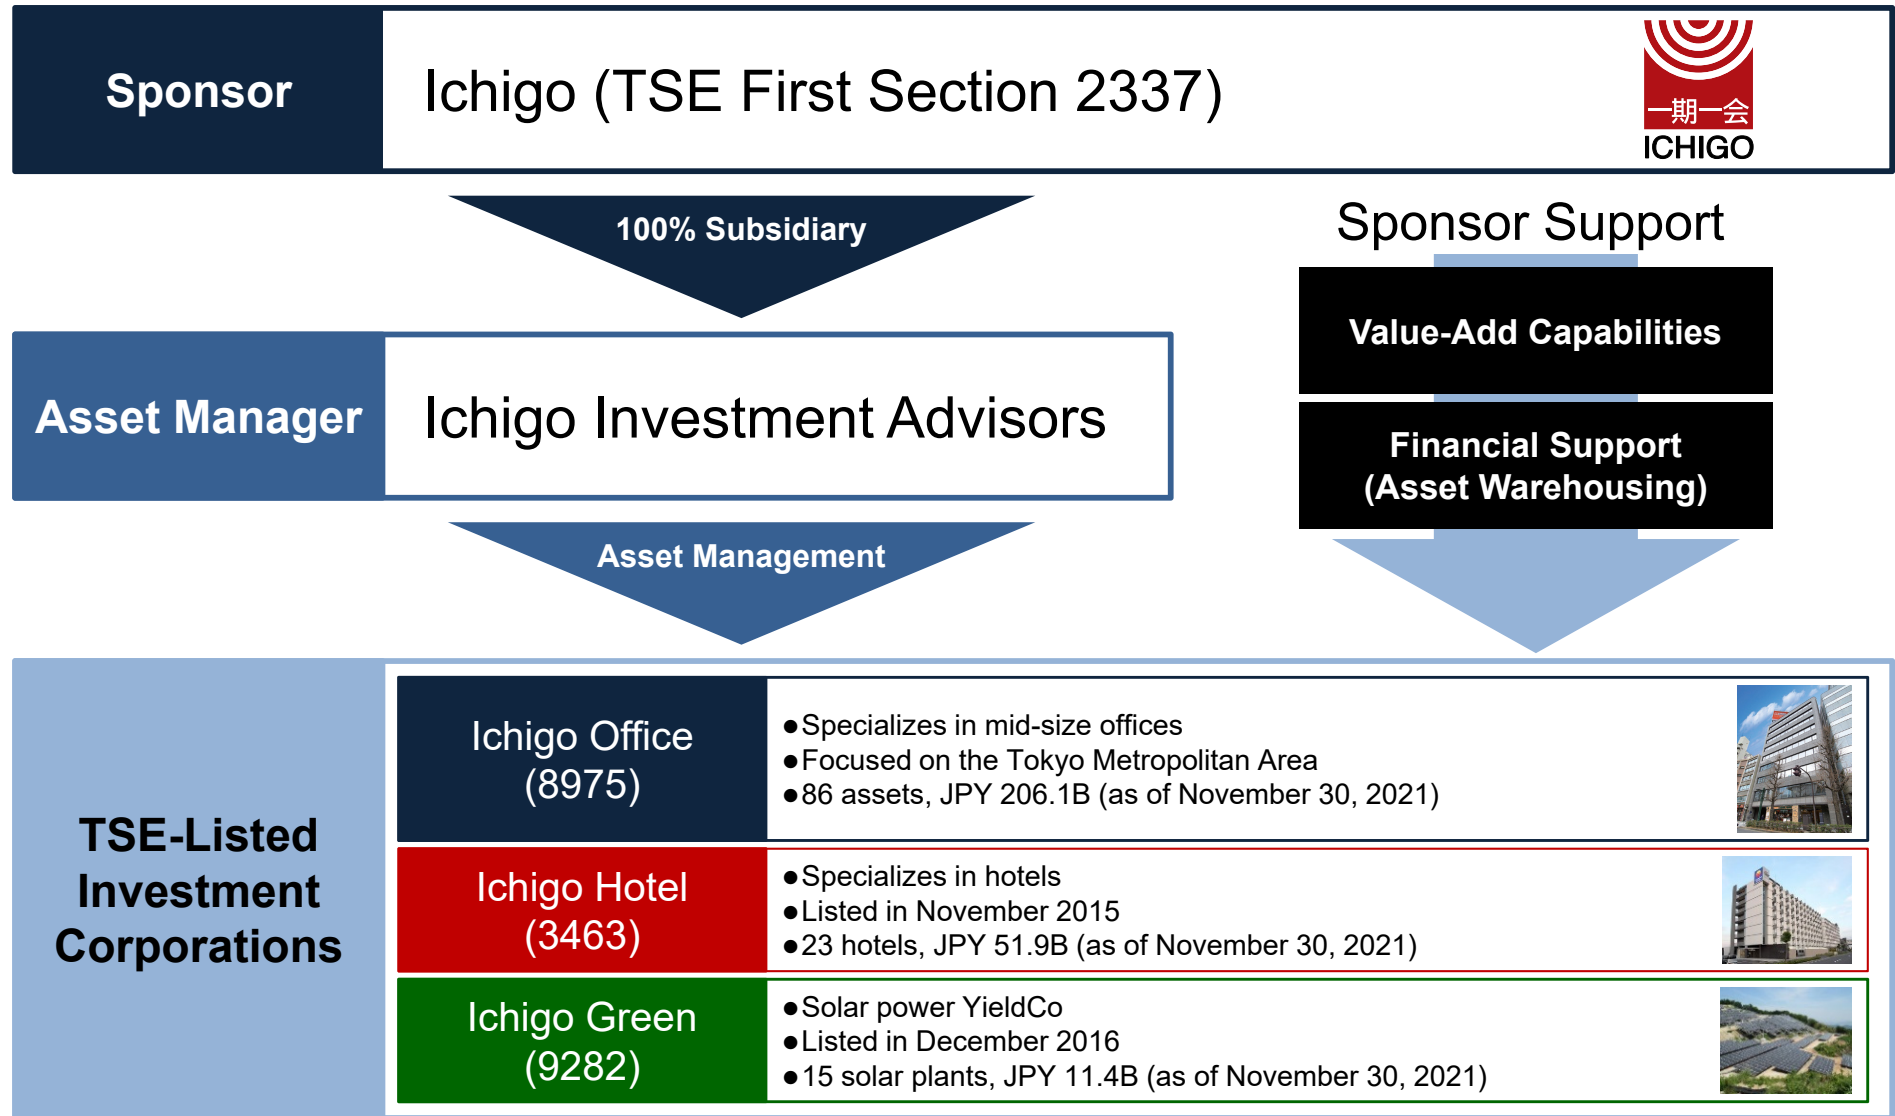 Sponsor
Ichigo (TSE First Section 2337)
一期一会
ICHIGO
100% Subsidiary
Sponsor Support
Value-Add Capabilities
Asset Manager
Ichigo Investment Advisors
Financial Support
(Asset Warehousing)
Asset Management
TSE-Listed
Investment
Corporations
Ichigo Office
(8975)
●Specializes in mid-size offices
●Focused on the Tokyo Metropolitan Area
●86 assets, JPY 206.1B (as of November 30, 2021)
Ichigo Hotel
(3463)
●Specializes in hotels
●Listed in November 2015
●23 hotels, JPY 51.9B (as of November 30, 2021)
Ichigo Green
(9282)
●Solar power YieldCo
●Listed in December 2016
●15 solar plants, JPY 11.4B (as of November 30, 2021)